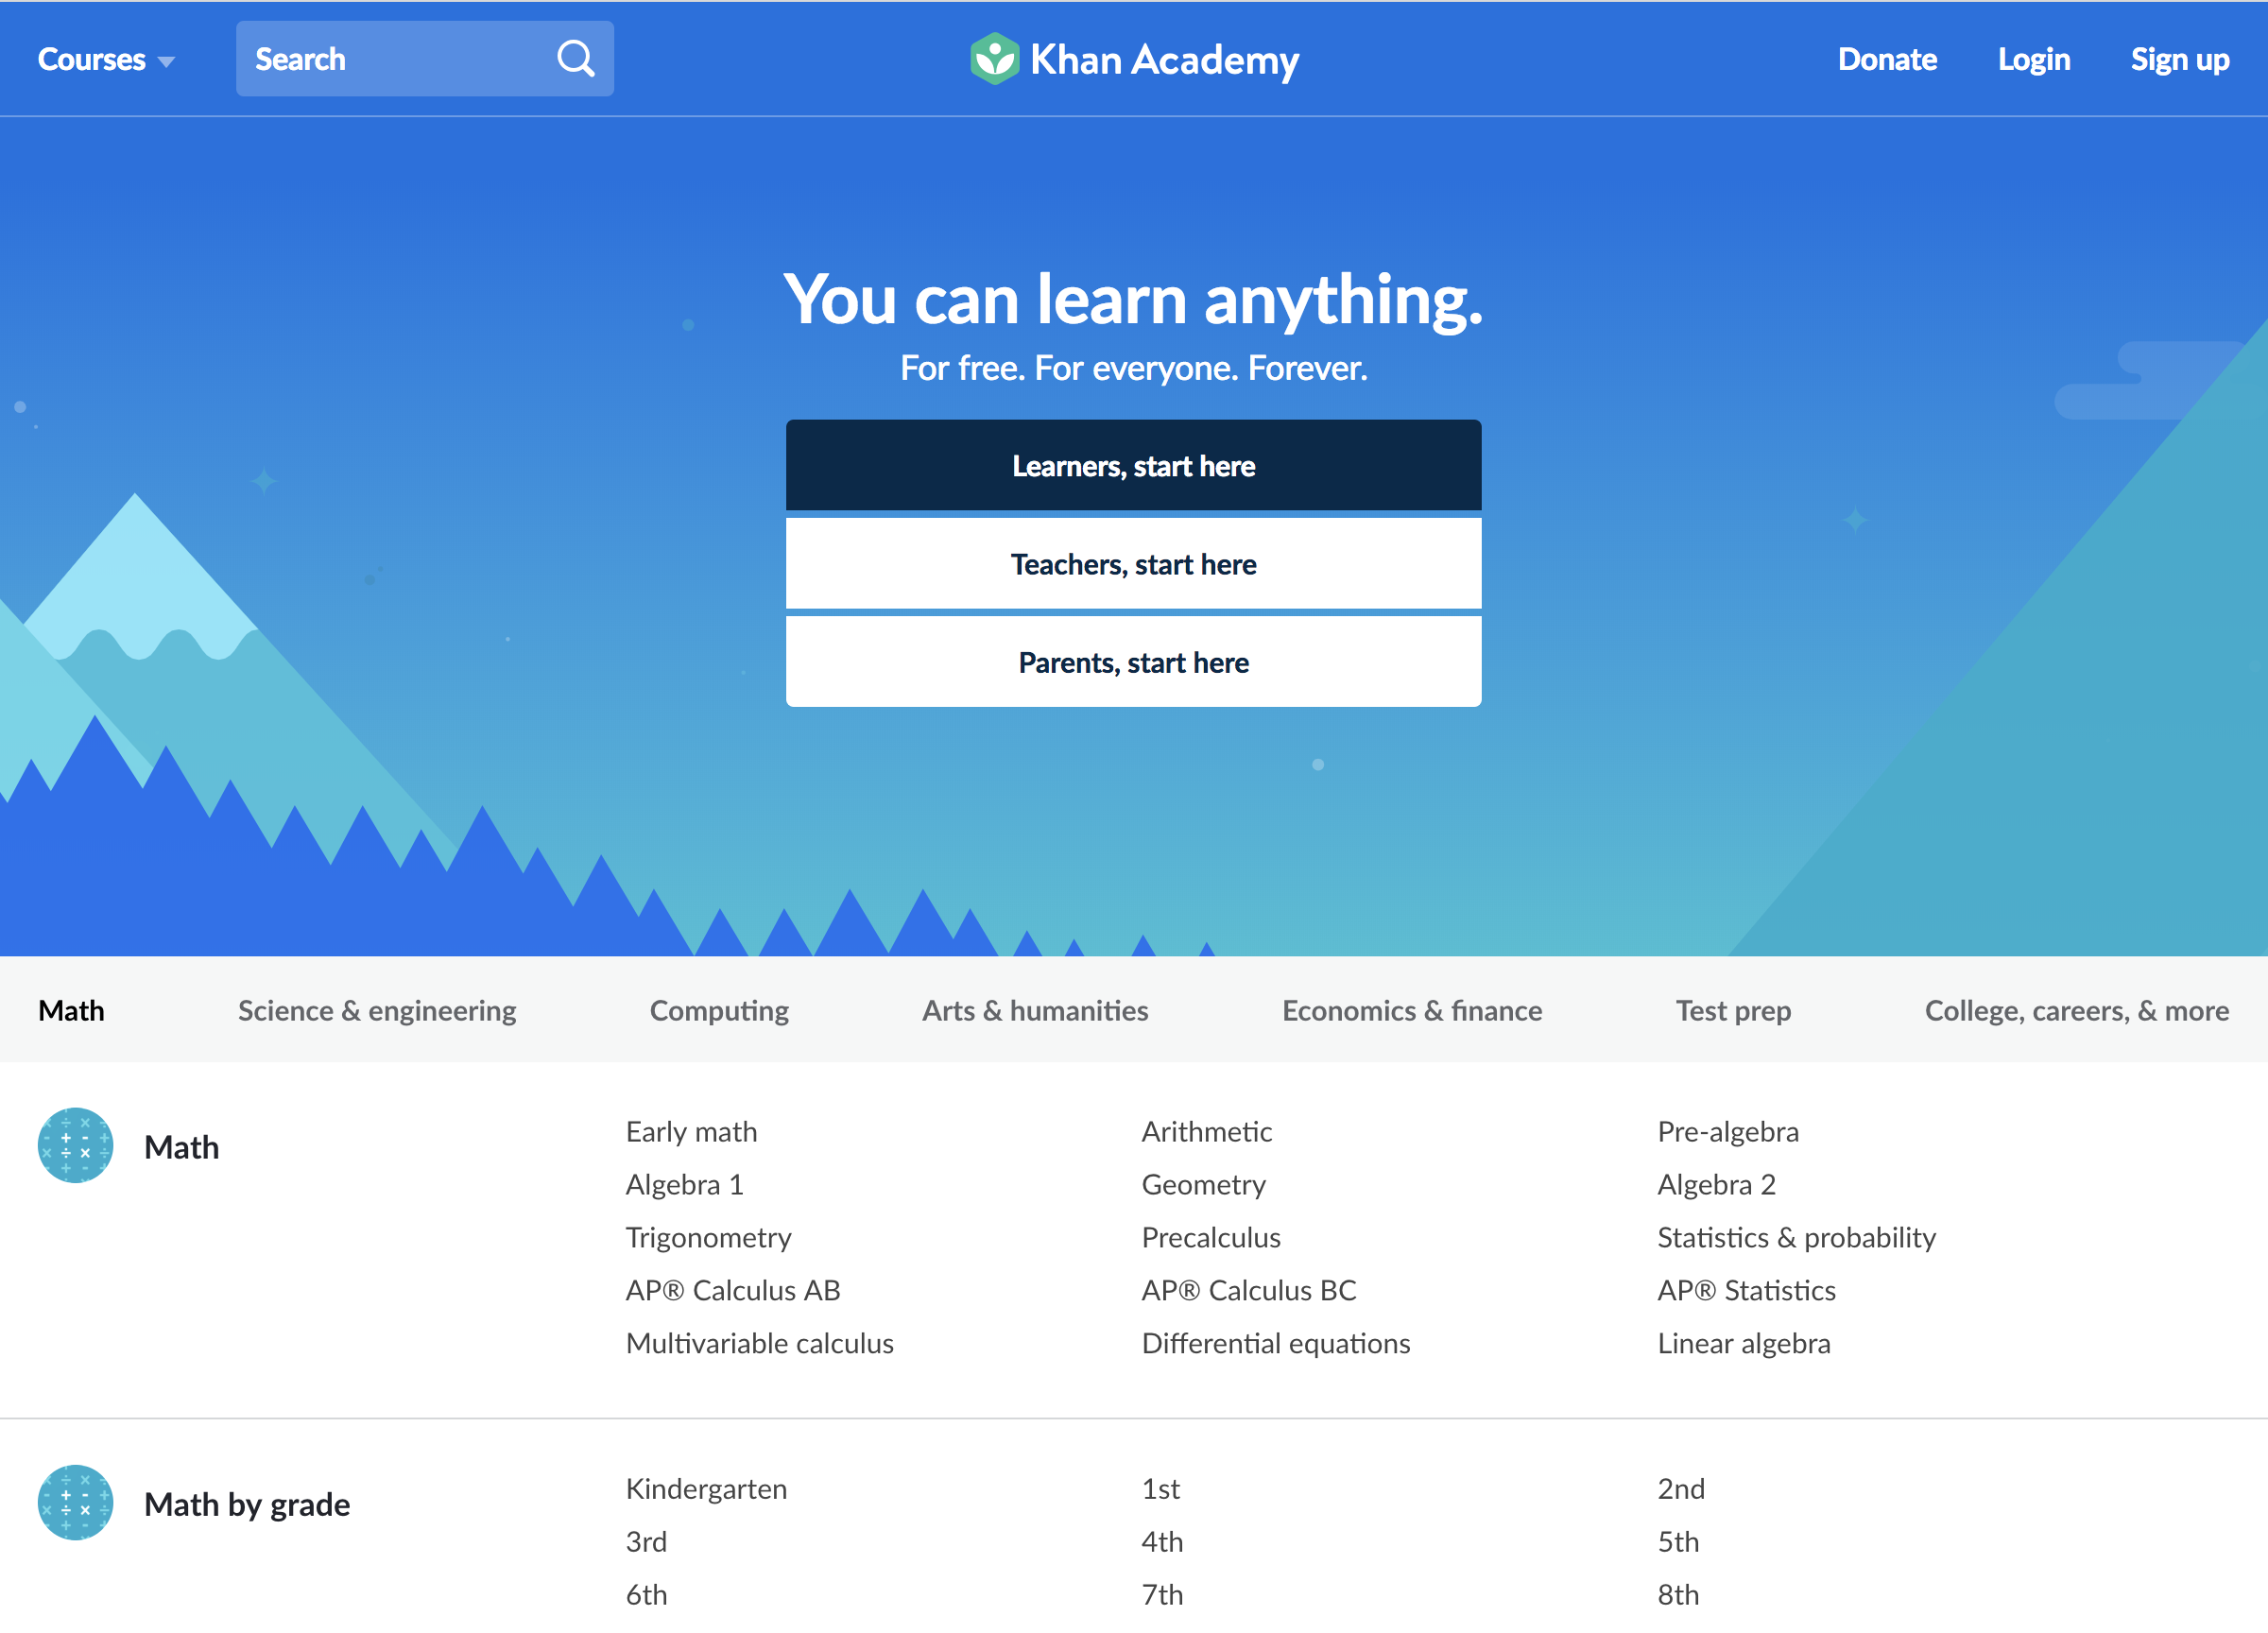 Courses
Search
Khan Academy
Donate
Login
Sign up
You can learn anything.
For free. For everyone. Forever.
Learners, start here
Teachers, start here
Parents, start here
Math
Science & engineering
Computing
Arts & humanities
Economics & finance
Test prep
College, careers, & more
Math
Early math
Arithmetic
Pre-algebra
Algebra 1
Geometry
Algebra 2
Trigonometry
Precalculus
Statistics & probability
AP® Calculus AB
AP® Calculus BC
AP® Statistics
Multivariable calculus
Differential equations
Linear algebra
Math by grade
Kindergarten
1st
2nd
3rd
4th
5th
6th
7th
8th